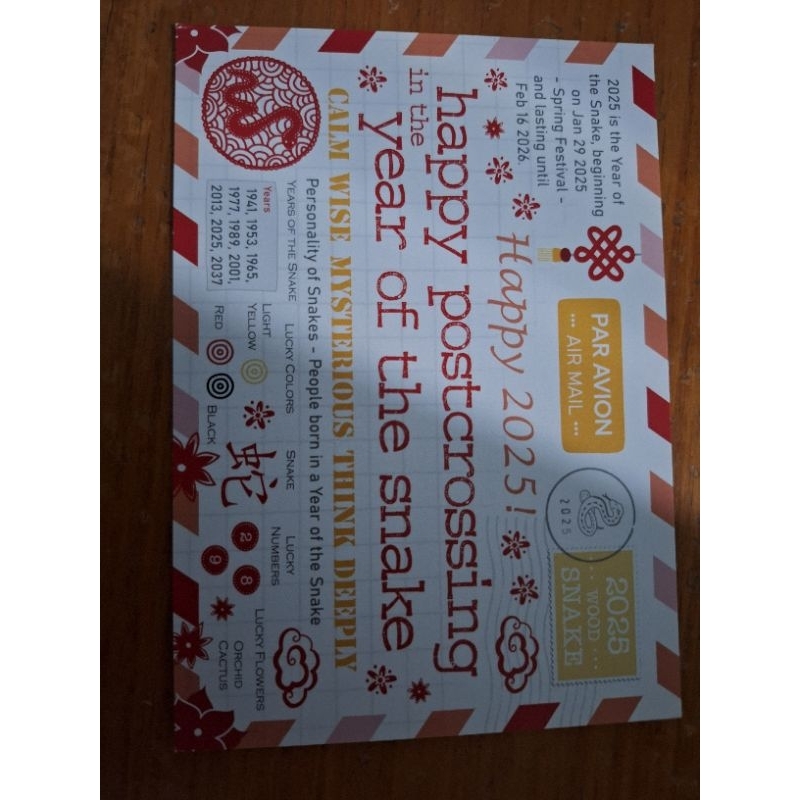 2025 is the Year of
the Snake, beginning
on Jan 29 2025
- Spring Festival -
and lasting until
Feb 16 2026.
PAR AVION
... AIR MAIL ...
2025
2025
... WOOD ...
SNAKE
Happy 2025!
happy postcrossing
in the
year of the snake
CALM WISE MYSTERIOUS THINK DEEPLY
Personality of Snakes - People born in a Year of the Snake
YEARS OF THE SNAKE
Years
1941, 1953, 1965,
1977, 1989, 2001,
2013, 2025, 2037
LUCKY COLORS
LIGHT
YELLOW
RED
BLACK
SNAKE
蛇
LUCKY
NUMBERS
2 8
9
LUCKY FLOWERS
ORCHID
CACTUS